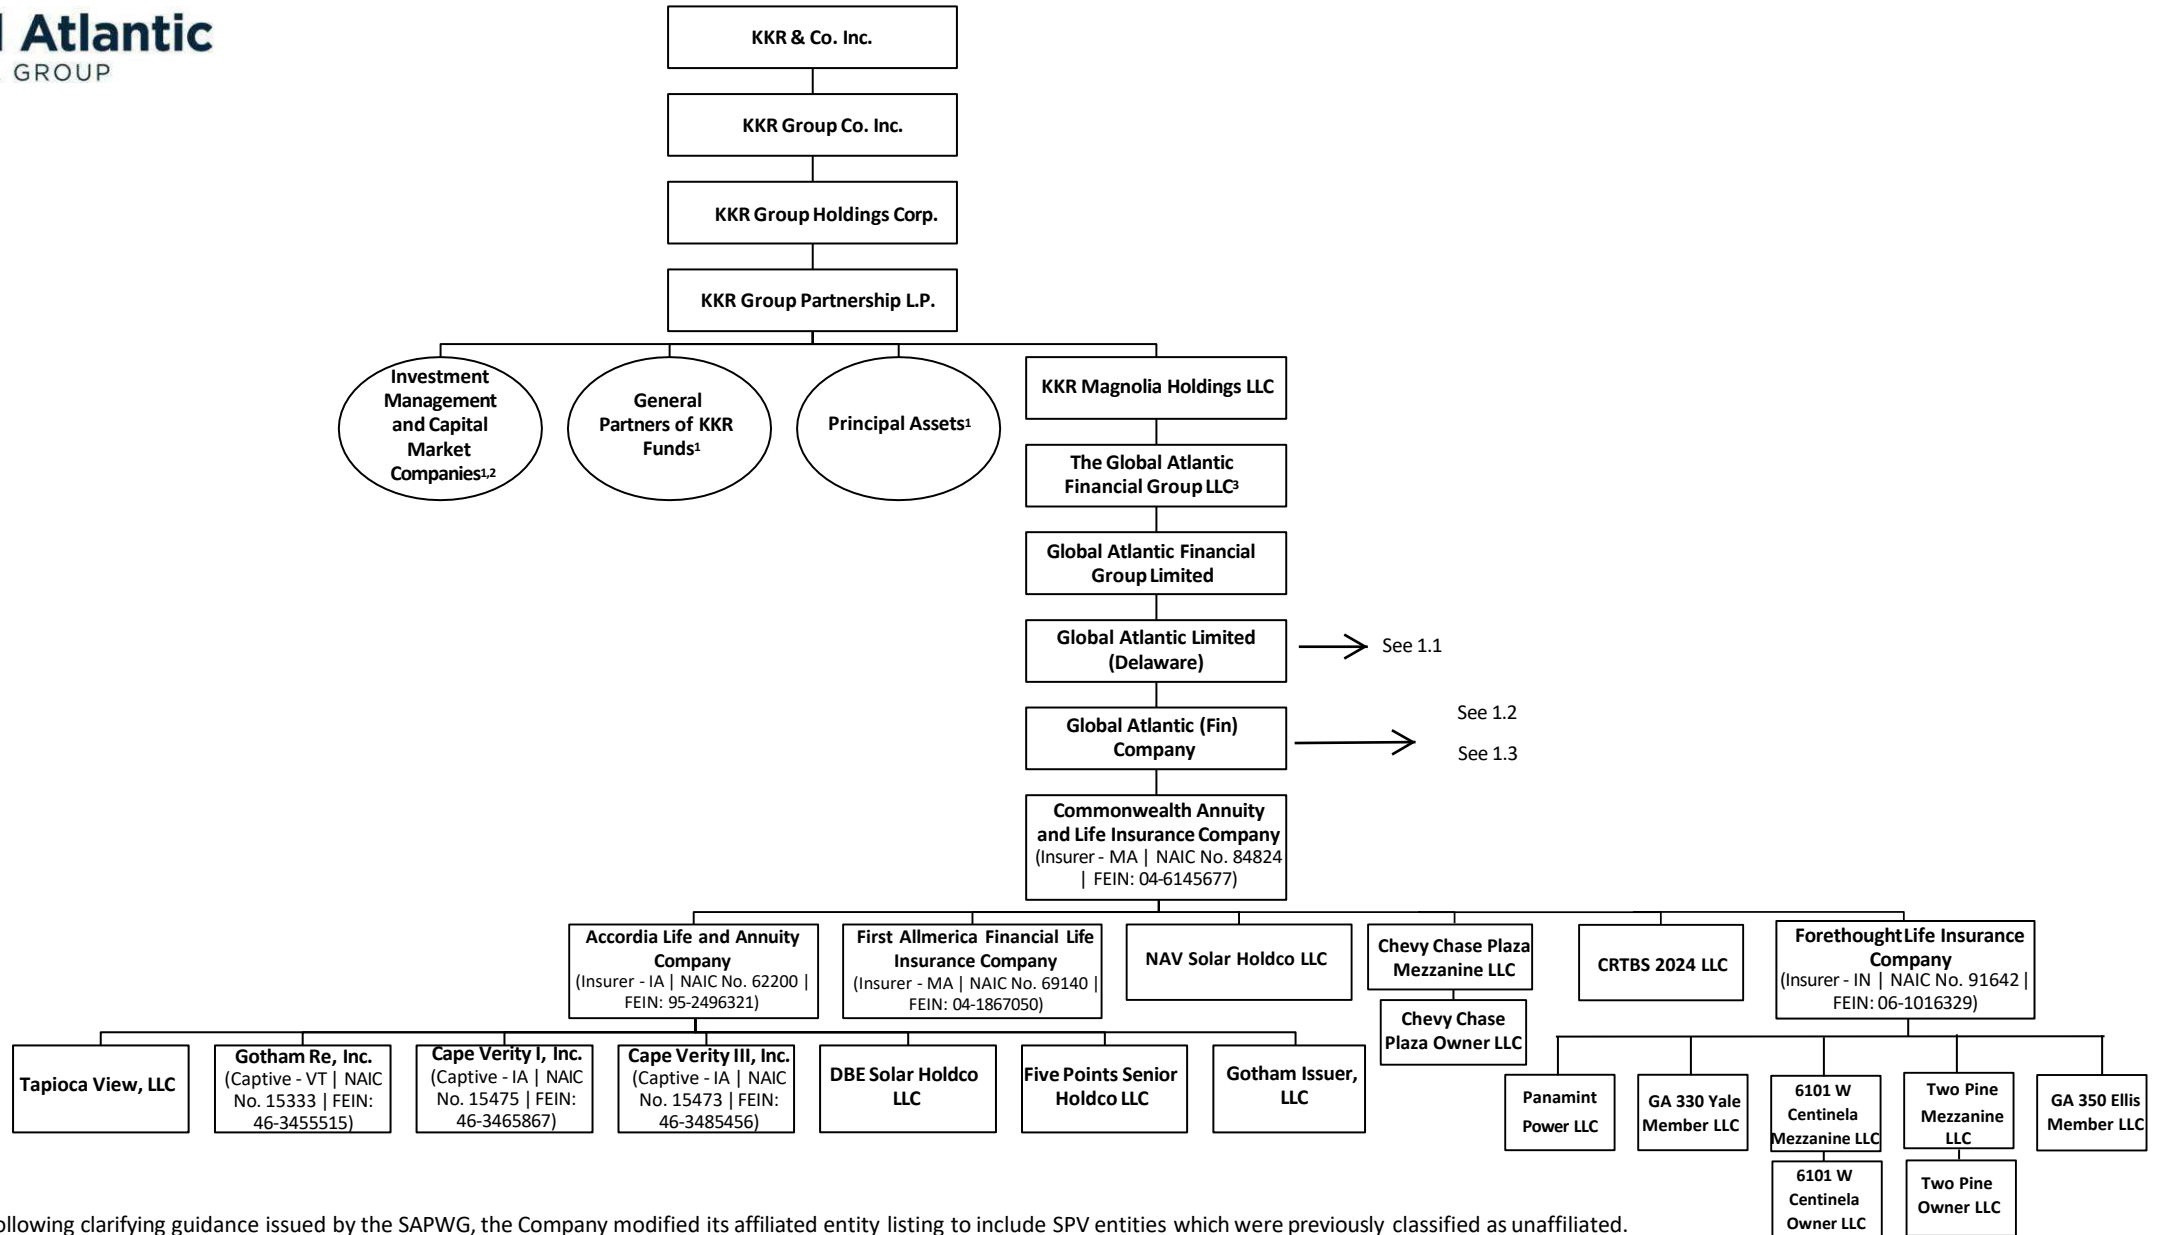 Atlantic
GROUP
KKR & Co. Inc.
KKR Group Co. Inc.
KKR Group Holdings Corp.
KKR Group Partnership L.P.
Investment
Management
and Capital
Market
Companies1,2
General
Partners of KKR
Funds1
Principal Assets1
KKR Magnolia Holdings LLC
The Global Atlantic
Financial Group LLC3
Global Atlantic Financial
Group Limited
Global Atlantic Limited
(Delaware)
See 1.1
Global Atlantic (Fin)
Company
See 1.2
See 1.3
Commonwealth Annuity
and Life Insurance Company
(Insurer - MA | NAIC No. 84824
| FEIN: 04-6145677)
Accordia Life and Annuity
Company
(Insurer - IA | NAIC No. 62200 |
FEIN: 95-2496321)
First Allmerica Financial Life
Insurance Company
(Insurer - MA | NAIC No. 69140 |
FEIN: 04-1867050)
NAV Solar Holdco LLC
Chevy Chase Plaza
Mezzanine LLC
Chevy Chase
Plaza Owner LLC
CRTBS 2024 LLC
Forethought Life Insurance
Company
(Insurer - IN | NAIC No. 91642 |
FEIN: 06-1016329)
Tapioca View, LLC
Gotham Re, Inc.
(Captive - VT | NAIC
No. 15333 | FEIN:
46-3455515)
Cape Verity I, Inc.
(Captive - IA | NAIC
No. 15475 | FEIN:
46-3465867)
Cape Verity III, Inc.
(Captive - IA | NAIC
No. 15473 | FEIN:
46-3485456)
DBE Solar Holdco
LLC
Five Points Senior
Holdco LLC
Gotham Issuer,
LLC
Panamint
Power LLC
GA 330 Yale
Member LLC
6101 W
Centinela
Mezzanine LLC
Two Pine
Mezzanine
LLC
GA 350 Ellis
Member LLC
6101 W
Centinela
Owner LLC
Two Pine
Owner LLC
ollowing clarifying guidance issued by the SAPWG, the Company modified its affiliated entity listing to include SPV entities which were previously classified as unaffiliated.